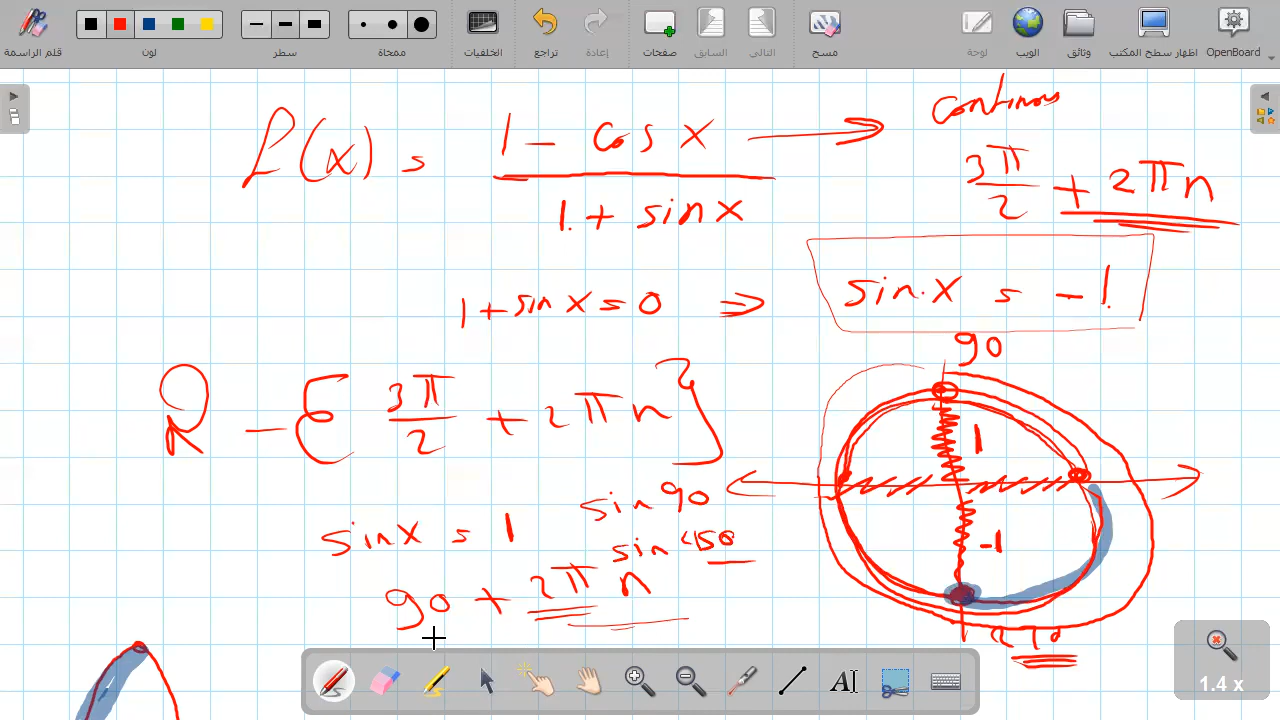 قلم الراسمة
لون
سطر
ممحاة
الخلفيات
تراجع
إعادة
صفحات
السابق
التالي
مسح
لوحة
الويب
وثائق
اظهار سطح المكتب
OpenBoard
continous
f(x) = (1 - cos x) / (1 + sin x)
3π/2 + 2πn
1 + sin x = 0 ⇒ sin x = -1
90
R - { 3π/2 + 2πn }
1
sin 90
sin x = 1
sin 450
-1
90 + 2πn
270
1.4 x